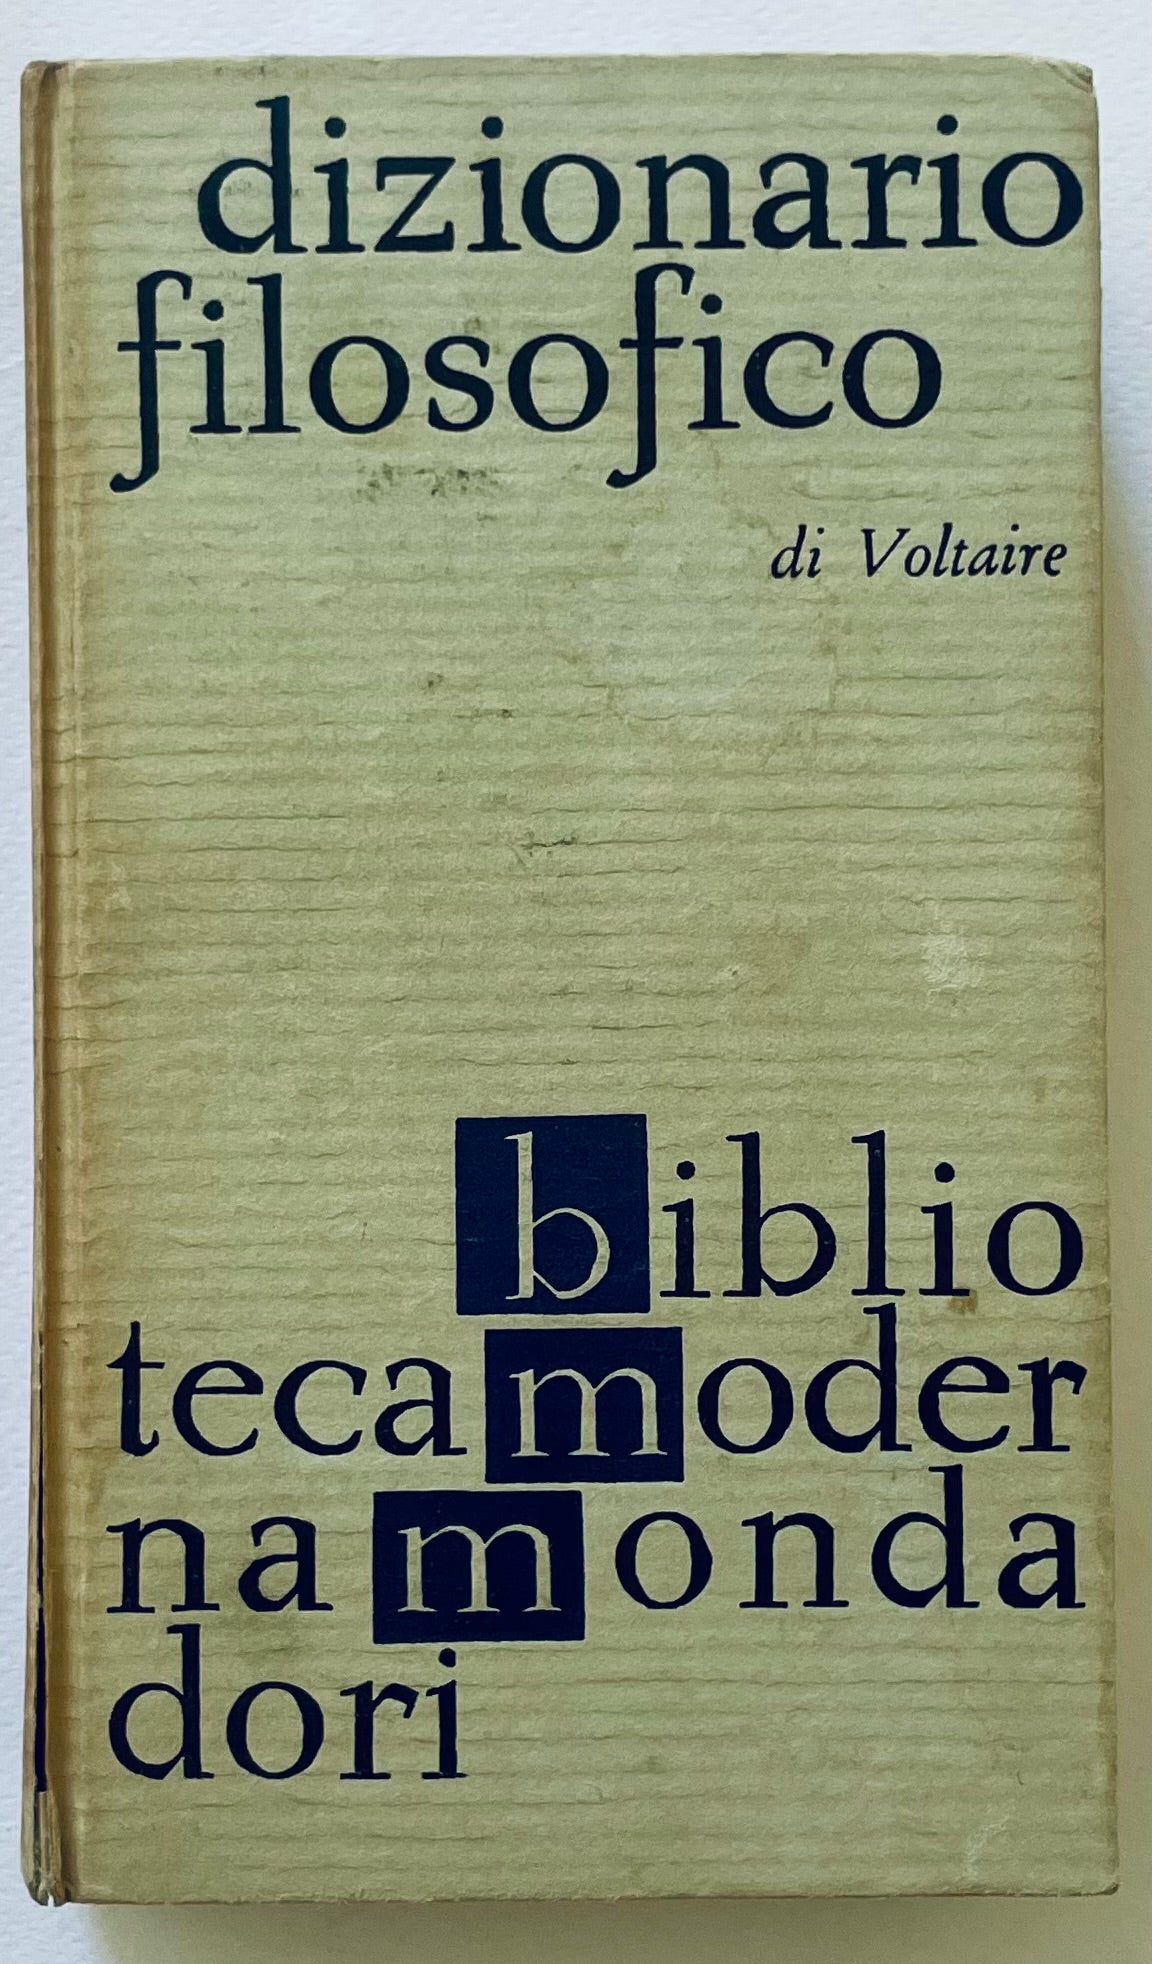 dizionario
filosofico
di Voltaire
biblio
tecamoder
namonda
dori